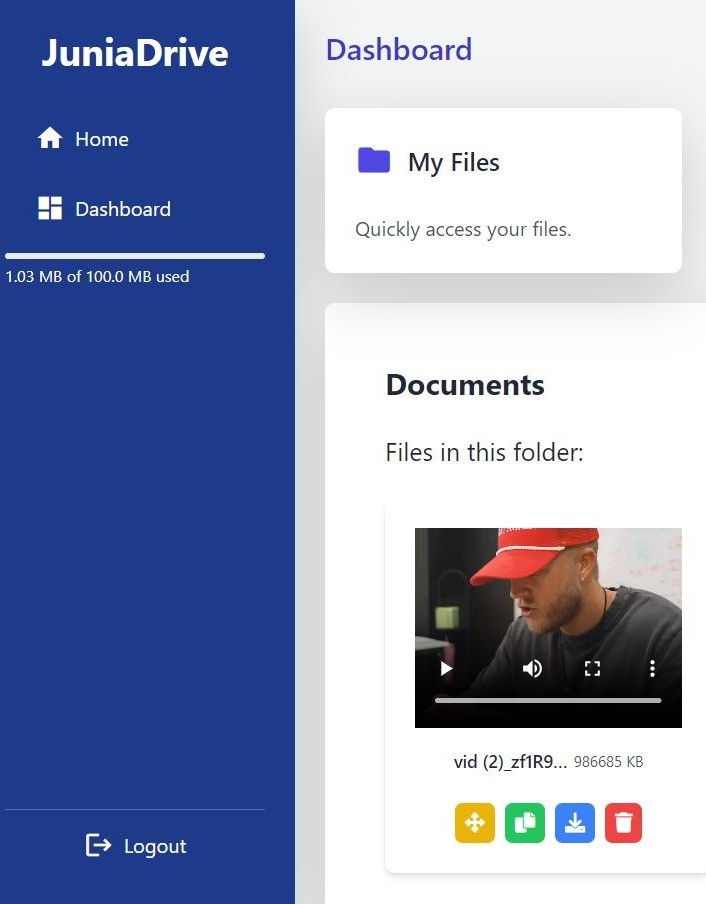 JuniaDrive
Home
Dashboard
1.03 MB of 100.0 MB used
Logout
Dashboard
My Files
Quickly access your files.
Documents
Files in this folder:
vid (2)_zf1R9... 986685 KB